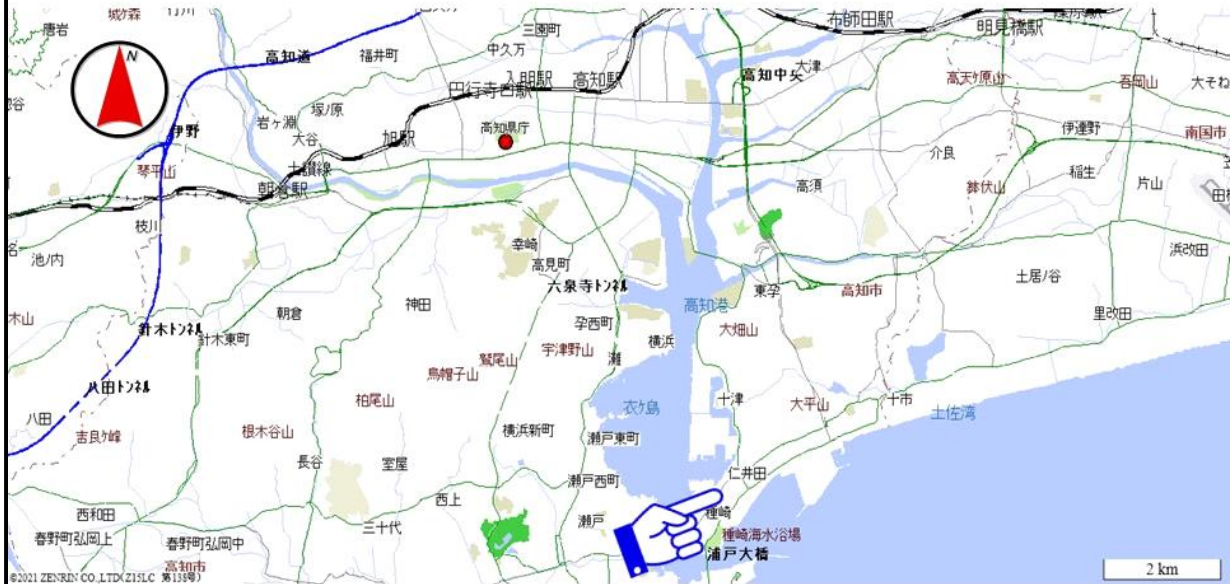 城ヶ森
唐岩
高知道
福井町
中久万
三園町
布師田駅
明見橋駅
円行寺口駅
入明駅
高知駅
高知中央
大津
高天ヶ原山
吾岡山
大そね
塚ノ原
岩ヶ淵
大谷
伊野
旭駅
高知県庁
伊達野
南国市
琴平山
土讃線
朝倉駅
介良
高須
鉢伏山
稲生
片山
枝川
池ノ内
幸崎
高見町
六泉寺トンネル
東孕
高知市
土居ノ谷
浜改田
里改田
木山
針木トンネル
針木東町
朝倉
神田
孕西町
高知港
大畑山
横浜
灘
宇津野山
鷲尾山
烏帽子山
八田トンネル
柏尾山
衣ケ島
十津
大平山
十市
土佐湾
八田
吉良ヶ峰
根木谷山
横浜新町
瀬戸東町
長谷
室屋
仁井田
瀬戸西町
西上
西和田
三十代
瀬戸
種崎
種崎海水浴場
浦戸大橋
春野町弘岡上
春野町弘岡中
高知市
N
2 km
©2021 ZENRIN CO.,LTD(Z15LC 第138号)